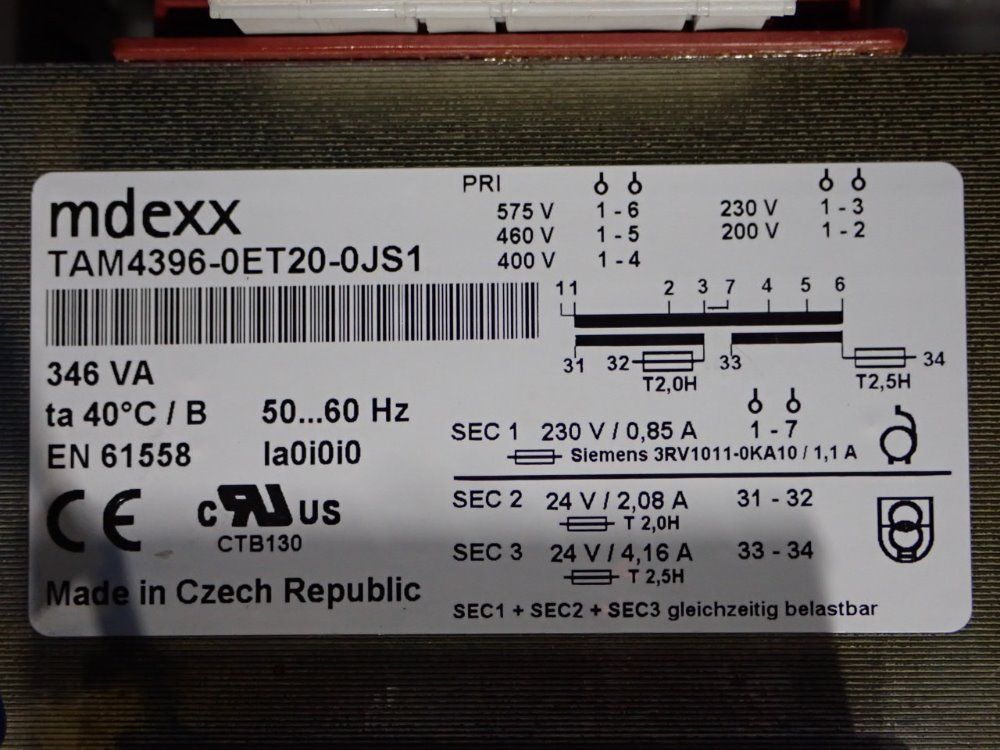 mdexx
TAM4396-0ET20-0JS1
346 VA
ta 40°C / B 50...60 Hz
EN 61558 Ia0i0i0
CE c RU US
CTB130
Made in Czech Republic
PRI
575 V 1 - 6 230 V 1 - 3
460 V 1 - 5 200 V 1 - 2
400 V 1 - 4
11 2 3 7 4 5 6
31 32 33 34
T2,0H T2,5H
SEC 1 230 V / 0,85 A 1 - 7
Siemens 3RV1011-0KA10 / 1,1 A
SEC 2 24 V / 2,08 A 31 - 32
T 2,0H
SEC 3 24 V / 4,16 A 33 - 34
T 2,5H
SEC1 + SEC2 + SEC3 gleichzeitig belastbar